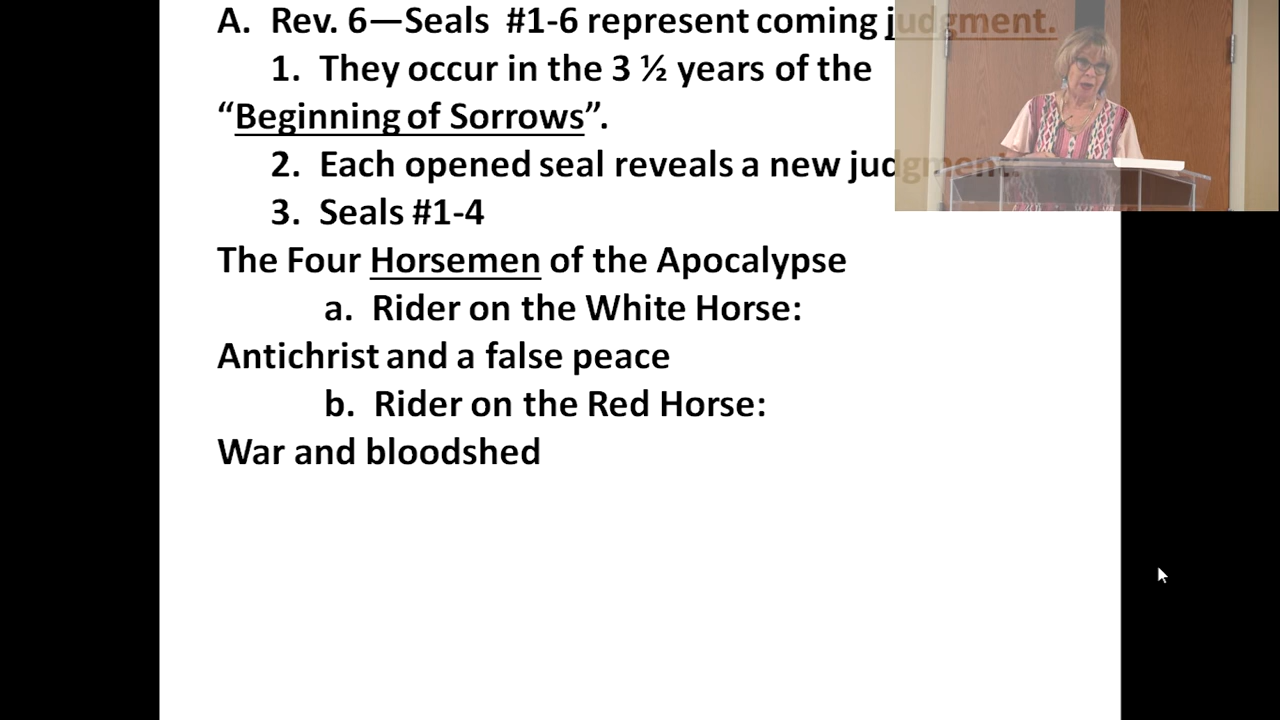 A. Rev. 6—Seals #1-6 represent coming judgment.
1. They occur in the 3 ½ years of the
“Beginning of Sorrows”.
2. Each opened seal reveals a new judgment.
3. Seals #1-4
The Four Horsemen of the Apocalypse
a. Rider on the White Horse:
Antichrist and a false peace
b. Rider on the Red Horse:
War and bloodshed